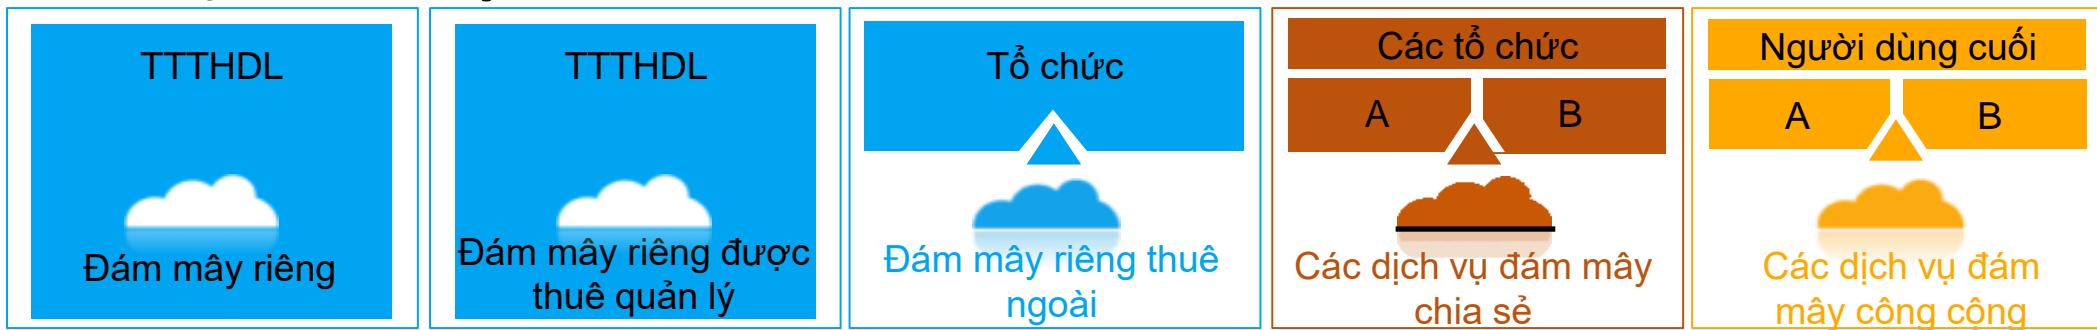 TTTHDL
Đám mây riêng
TTTHDL
Đám mây riêng được
thuê quản lý
Tổ chức
Đám mây riêng thuê
ngoài
Các tổ chức
A
B
Các dịch vụ đám mây
chia sẻ
Người dùng cuối
A
B
Các dịch vụ đám
mây công cộng